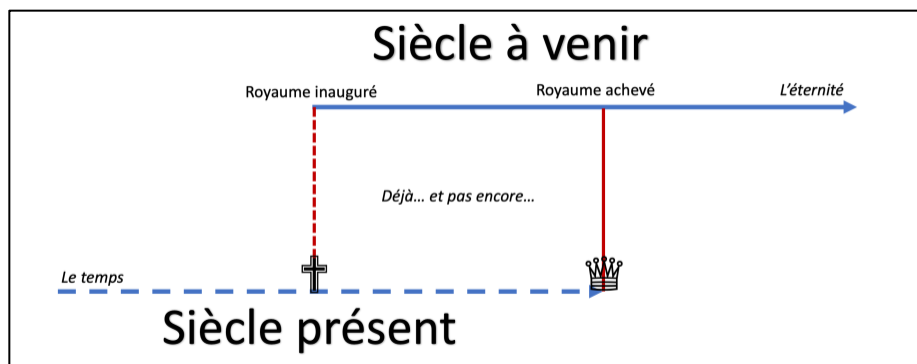 Siècle à venir
Royaume inauguré
Royaume achevé
L'éternité
Déjà... et pas encore...
Le temps
Siècle présent